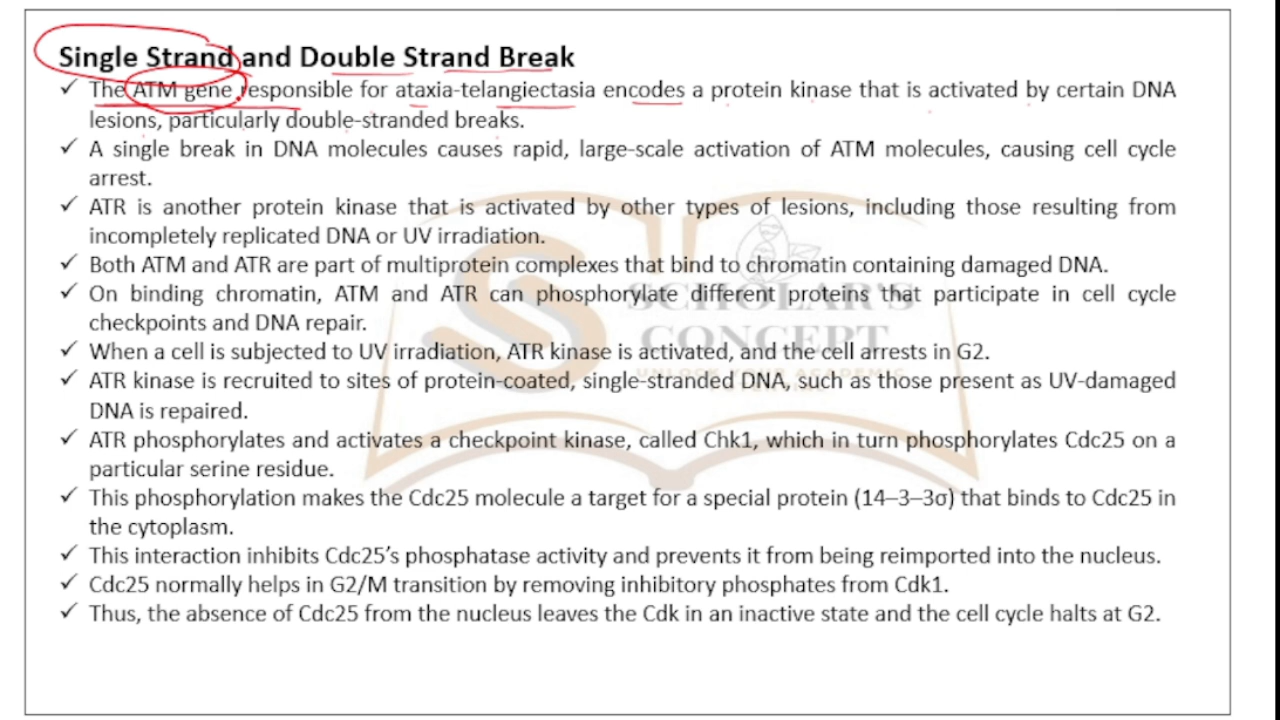 Single Strand and Double Strand Break
✓ The ATM gene responsible for ataxia-telangiectasia encodes a protein kinase that is activated by certain DNA
lesions, particularly double-stranded breaks.
✓ A single break in DNA molecules causes rapid, large-scale activation of ATM molecules, causing cell cycle
arrest.
✓ ATR is another protein kinase that is activated by other types of lesions, including those resulting from
incompletely replicated DNA or UV irradiation.
✓ Both ATM and ATR are part of multiprotein complexes that bind to chromatin containing damaged DNA.
✓ On binding chromatin, ATM and ATR can phosphorylate different proteins that participate in cell cycle
checkpoints and DNA repair.
✓ When a cell is subjected to UV irradiation, ATR kinase is activated, and the cell arrests in G2.
✓ ATR kinase is recruited to sites of protein-coated, single-stranded DNA, such as those present as UV-damaged
DNA is repaired.
✓ ATR phosphorylates and activates a checkpoint kinase, called Chk1, which in turn phosphorylates Cdc25 on a
particular serine residue.
✓ This phosphorylation makes the Cdc25 molecule a target for a special protein (14–3–3σ) that binds to Cdc25 in
the cytoplasm.
✓ This interaction inhibits Cdc25’s phosphatase activity and prevents it from being reimported into the nucleus.
✓ Cdc25 normally helps in G2/M transition by removing inhibitory phosphates from Cdk1.
✓ Thus, the absence of Cdc25 from the nucleus leaves the Cdk in an inactive state and the cell cycle halts at G2.
SCHOLAR'S
CONCEPT
UNLOCK YOUR ACADEMIC